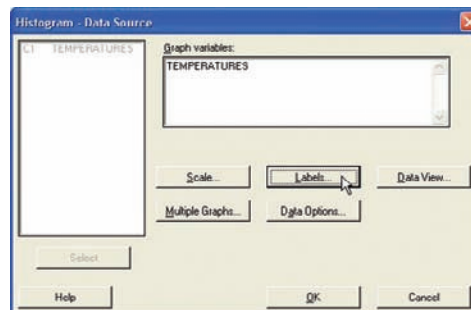 Histogram - Data Source
C1 TEMPERATURES
Graph variables:
TEMPERATURES
Scale...
Labels...
Data View...
Multiple Graphs...
Data Options...
Select
Help
OK
Cancel